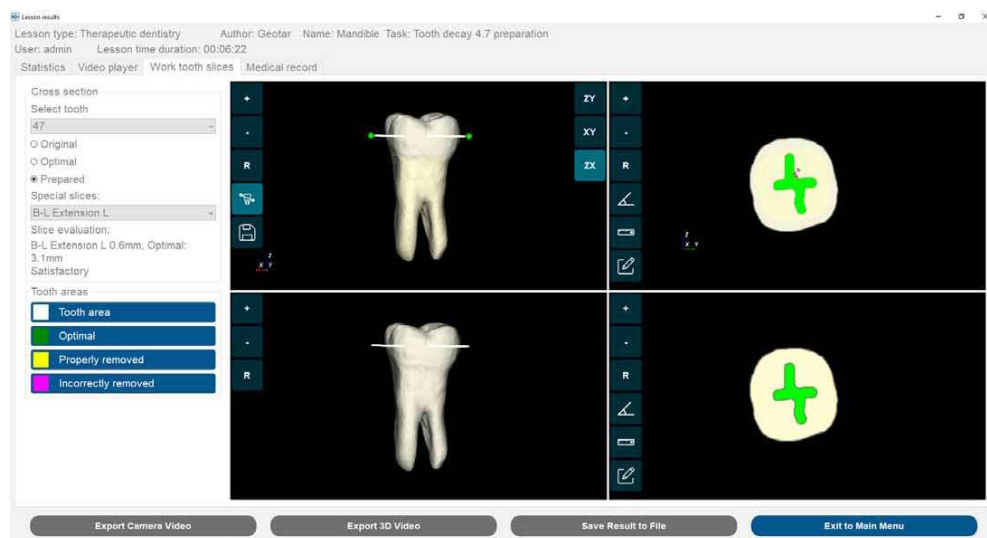 Lesson results
Lesson type: Therapeutic dentistry Author: Geotar Name: Mandible Task: Tooth decay 4.7 preparation
User: admin Lesson time duration: 00:06:22
Statistics Video player Work tooth slices Medical record
Cross section
Select tooth
47
Original
Optimal
Prepared
Special slices:
B-L Extension L
Slice evaluation:
B-L Extension L 0.6mm, Optimal:
3.1mm
Satisfactory
Tooth areas
Tooth area
Optimal
Properly removed
Incorrectly removed
+
-
R
Z
X Y
ZY
XY
ZX
+
-
R
Z
X Y
+
-
R
+
-
R
Export Camera Video
Export 3D Video
Save Result to File
Exit to Main Menu